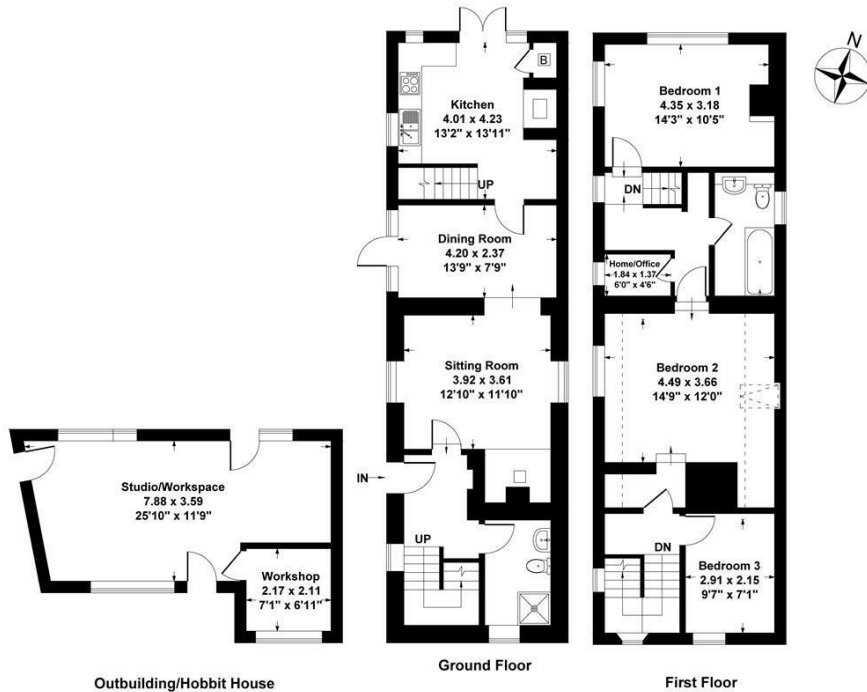 N
B
Kitchen
4.01 x 4.23
13'2" x 13'11"
UP
Dining Room
4.20 x 2.37
13'9" x 7'9"
Sitting Room
3.92 x 3.61
12'10" x 11'10"
IN
UP
Ground Floor
Bedroom 1
4.35 x 3.18
14'3" x 10'5"
DN
Home/Office
1.84 x 1.37
6'0" x 4'6"
Bedroom 2
4.49 x 3.66
14'9" x 12'0"
DN
Bedroom 3
2.91 x 2.15
9'7" x 7'1"
First Floor
Studio/Workspace
7.88 x 3.59
25'10" x 11'9"
Workshop
2.17 x 2.11
7'1" x 6'11"
Outbuilding/Hobbit House